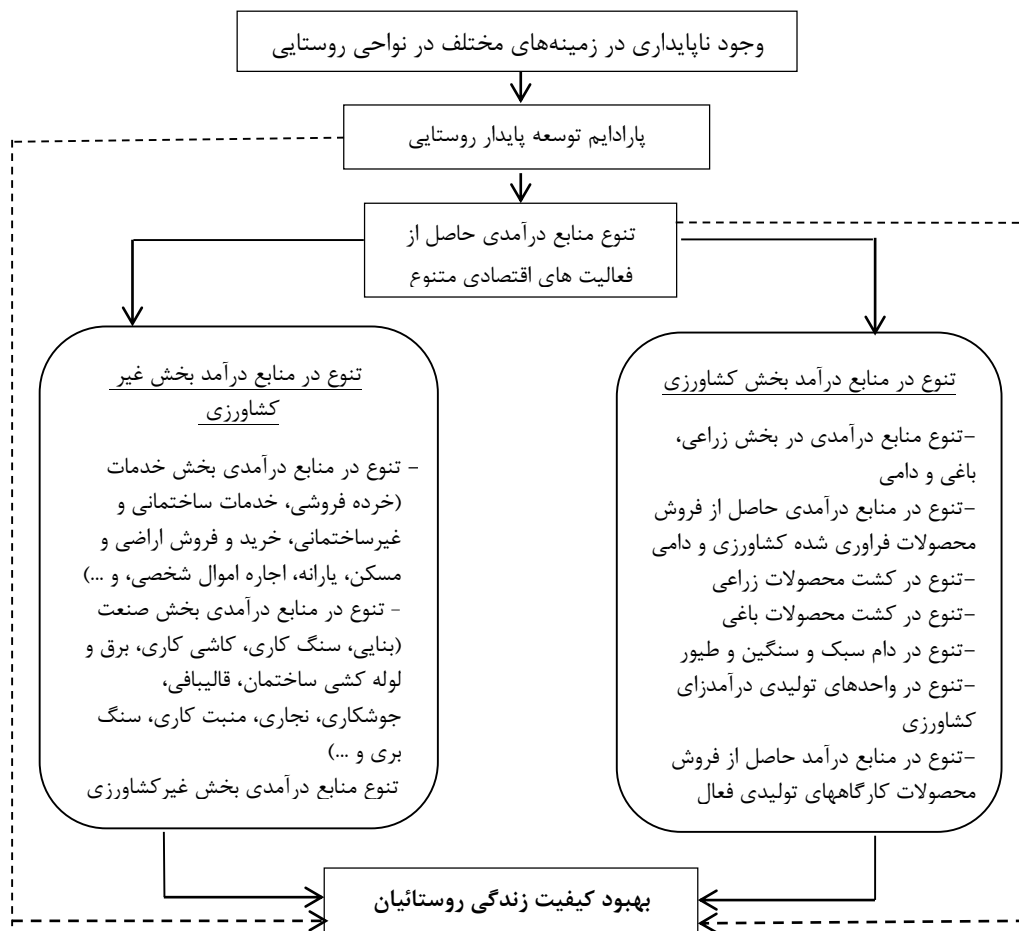 وجود ناپایداری در زمینه‌های مختلف در نواحی روستایی
پارادایم توسعه پایدار روستایی
تنوع منابع درآمدی حاصل از
فعالیت های اقتصادی متنوع
تنوع در منابع درآمد بخش کشاورزی
-تنوع منابع درآمدی در بخش زراعی،
باغی و دامی
-تنوع در منابع درآمدی حاصل از فروش
محصولات فراوری شده کشاورزی و دامی
-تنوع در کشت محصولات زراعی
-تنوع در کشت محصولات باغی
-تنوع در دام سبک و سنگین و طیور
-تنوع در واحدهای تولیدی درآمدزای
کشاورزی
-تنوع در منابع درآمد حاصل از فروش
محصولات کارگاههای تولیدی فعال
تنوع در منابع درآمد بخش غیر
کشاورزی
- تنوع در منابع درآمدی بخش خدمات
(خرده فروشی، خدمات ساختمانی و
غیرساختمانی، خرید و فروش اراضی و
مسکن، یارانه، اجاره اموال شخصی، و ...)
- تنوع در منابع درآمدی بخش صنعت
(بنایی، سنگ کاری، کاشی کاری، برق و
لوله کشی ساختمان، قالیبافی،
جوشکاری، نجاری، منبت کاری، سنگ
بری و ...)
تنوع منابع درآمدی بخش غیرکشاورزی
بهبود کیفیت زندگی روستائیان